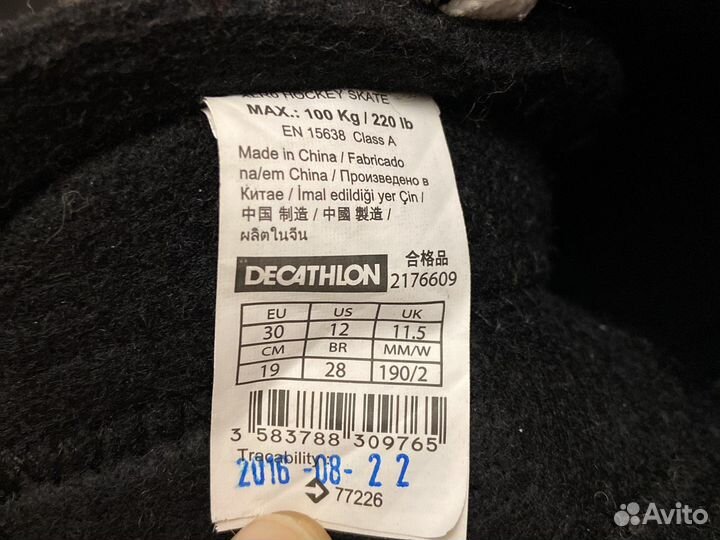 HOCKEY SKATE
MAX.: 100 Kg / 220 lb
EN 15638 Class A
Made in China / Fabricado
na/em China / Произведено в
Китае / İmal edildiği yer Çin /
中国 制造 / 中國 製造 /
ผลิตในจีน
DECATHLON 合格品
2176609
EU US UK
30 12 11.5
CM BR MM/W
19 28 190/2
3 583788 309765
Tracability:
2016-08-22
77226
Avito